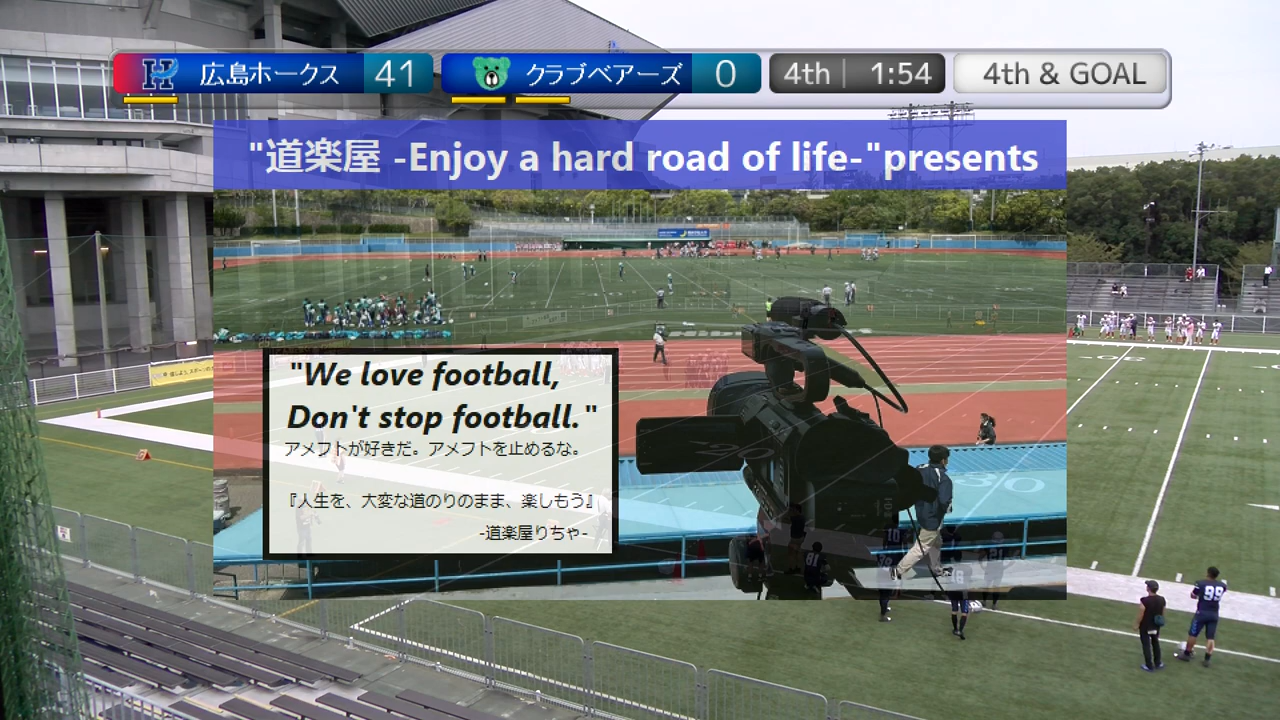 広島ホークス 41 クラブベアーズ 0 4th 1:54 4th & GOAL
"道楽屋 -Enjoy a hard road of life-"presents
"We love football,
Don't stop football."
アメフトが好きだ。アメフトを止めるな。
『人生を、大変な道のりのまま、楽しもう』
-道楽屋りちゃ-
30
99
81